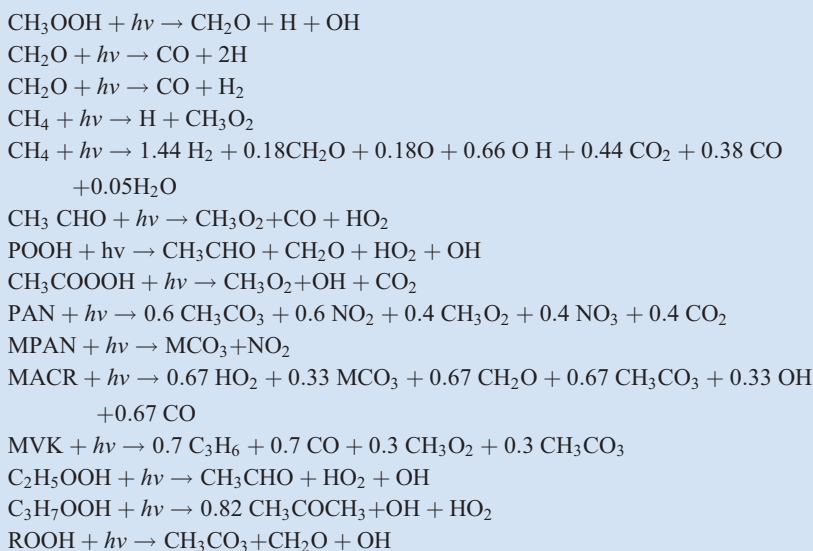 CH₃OOH + hν → CH₂O + H + OH
CH₂O + hν → CO + 2H
CH₂O + hν → CO + H₂
CH₄ + hν → H + CH₃O₂
CH₄ + hν → 1.44 H₂ + 0.18CH₂O + 0.18O + 0.66 O H + 0.44 CO₂ + 0.38 CO
+0.05H₂O
CH₃ CHO + hν → CH₃O₂+CO + HO₂
POOH + hv → CH₃CHO + CH₂O + HO₂ + OH
CH₃COOOH + hν → CH₃O₂+OH + CO₂
PAN + hν → 0.6 CH₃CO₃ + 0.6 NO₂ + 0.4 CH₃O₂ + 0.4 NO₃ + 0.4 CO₂
MPAN + hν → MCO₃+NO₂
MACR + hν → 0.67 HO₂ + 0.33 MCO₃ + 0.67 CH₂O + 0.67 CH₃CO₃ + 0.33 OH
+0.67 CO
MVK + hν → 0.7 C₃H₆ + 0.7 CO + 0.3 CH₃O₂ + 0.3 CH₃CO₃
C₂H₅OOH + hν → CH₃CHO + HO₂ + OH
C₃H₇OOH + hν → 0.82 CH₃COCH₃+OH + HO₂
ROOH + hν → CH₃CO₃+CH₂O + OH